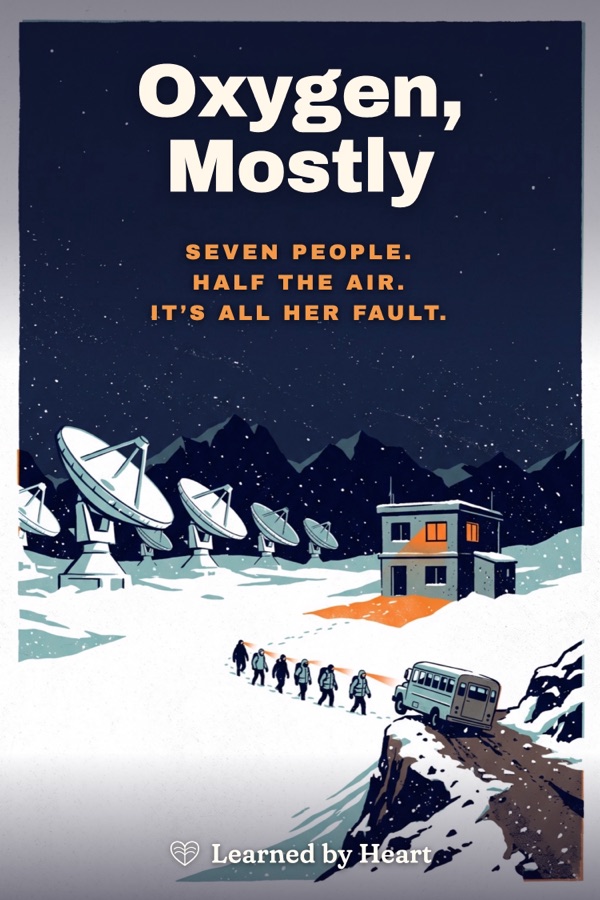 Oxygen,
Mostly
SEVEN PEOPLE.
HALF THE AIR.
IT’S ALL HER FAULT.
Learned by Heart